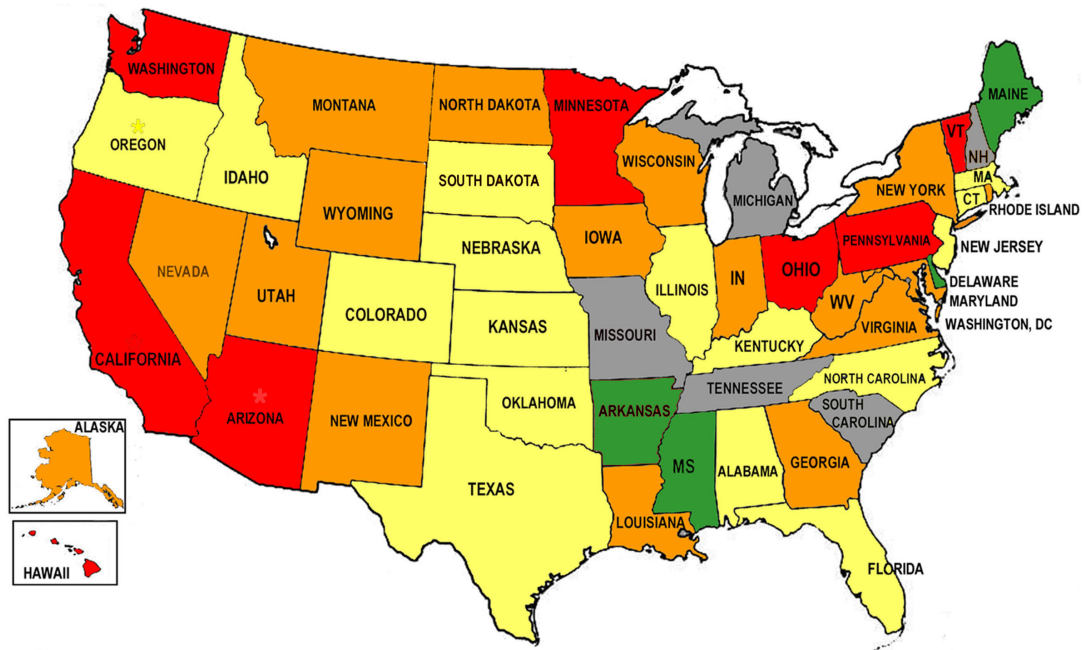 WASHINGTON
MONTANA
NORTH DAKOTA
MINNESOTA
MAINE
VT
NH
*
OREGON
IDAHO
WISCONSIN
MA
SOUTH DAKOTA
NEW YORK
CT
WYOMING
MICHIGAN
RHODE ISLAND
IOWA
PENNSYLVANIA
NEW JERSEY
NEBRASKA
NEVADA
OHIO
IN
DELAWARE
ILLINOIS
UTAH
WV
MARYLAND
COLORADO
KANSAS
VIRGINIA
WASHINGTON, DC
MISSOURI
KENTUCKY
CALIFORNIA
NORTH CAROLINA
TENNESSEE
*
ARIZONA
OKLAHOMA
ARKANSAS
SOUTH
CAROLINA
NEW MEXICO
ALASKA
GEORGIA
MS
ALABAMA
TEXAS
LOUISIANA
FLORIDA
HAWAII